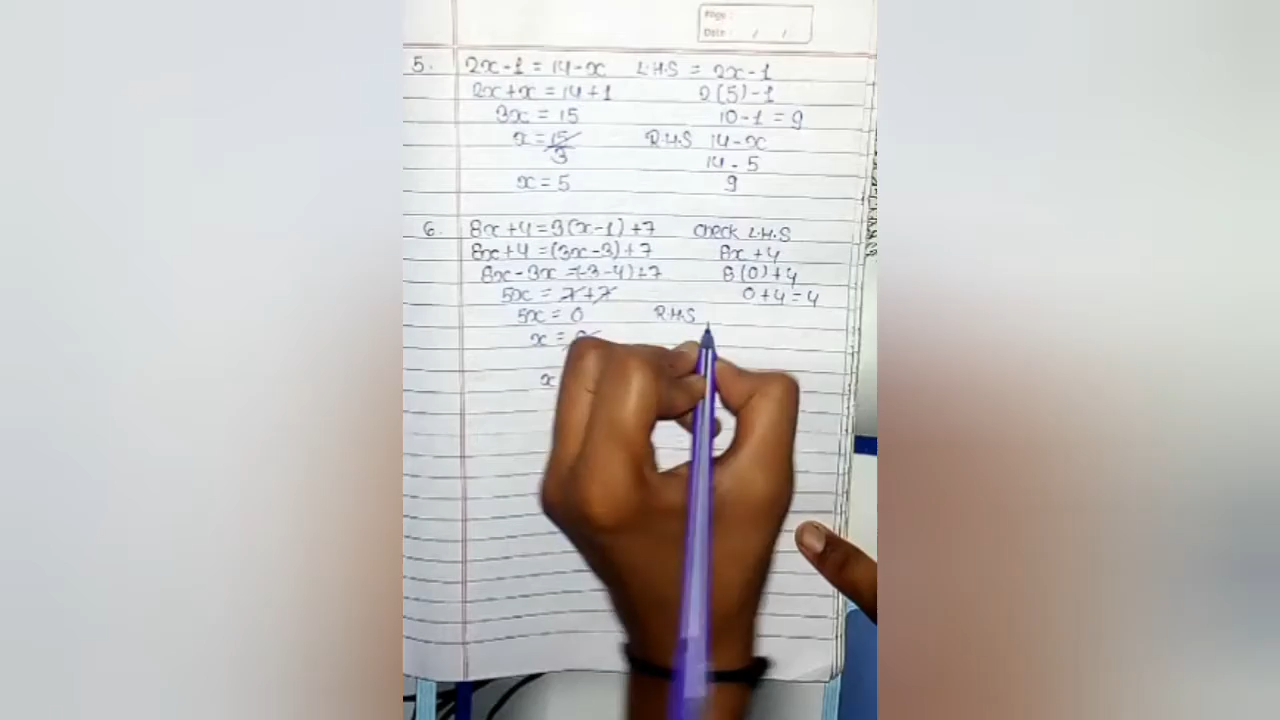 Page :
Date : / /
5. 2x-1 = 14-x L.H.S = 2x-1
2x+x = 14+1 2(5)-1
3x = 15 10-1 = 9
x = 15/3 R.H.S 14-x
14-5
x = 5 9
6. 8x+4=3(x-1)+7 Check L.H.S
8x+4=(3x-3)+7 8x+4
8x-3x=(-3-4)+7 8(0)+4
5x = -7+7 0+4=4
5x = 0 R.H.S
x =
x